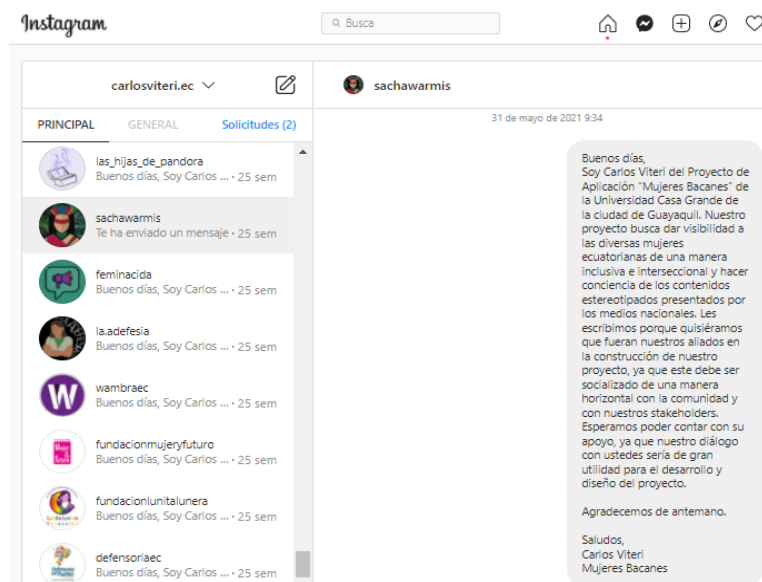 Instagram
Busca
carlosviteri.ec
sachawarmis
PRINCIPAL GENERAL Solicitudes (2)
las_hijas_de_pandora
Buenos días, Soy Carlos ... · 25 sem
sachawarmis
Te ha enviado un mensaje · 25 sem
feminacida
Buenos días, Soy Carlos ... · 25 sem
la.adefesia
Buenos días, Soy Carlos ... · 25 sem
W
wambraec
Buenos días, Soy Carlos ... · 25 sem
fundacionmujeryfuturo
Buenos días, Soy Carlos ... · 25 sem
fundacionlunitalunera
Buenos días, Soy Carlos ... · 25 sem
defensoriaec
Buenos días, Soy Carlos ... · 25 sem
31 de mayo de 2021 9:34
Buenos días,
Soy Carlos Viteri del Proyecto de
Aplicación "Mujeres Bacanes" de
la Universidad Casa Grande de
la ciudad de Guayaquil. Nuestro
proyecto busca dar visibilidad a
las diversas mujeres
ecuatorianas de una manera
inclusiva e interseccional y hacer
conciencia de los contenidos
estereotipados presentados por
los medios nacionales. Les
escribimos porque quisiéramos
que fueran nuestros aliados en
la construcción de nuestro
proyecto, ya que este debe ser
socializado de una manera
horizontal con la comunidad y
con nuestros stakeholders.
Esperamos poder contar con su
apoyo, ya que nuestro diálogo
con ustedes sería de gran
utilidad para el desarrollo y
diseño del proyecto.
Agradecemos de antemano.
Saludos,
Carlos Viteri
Mujeres Bacanes